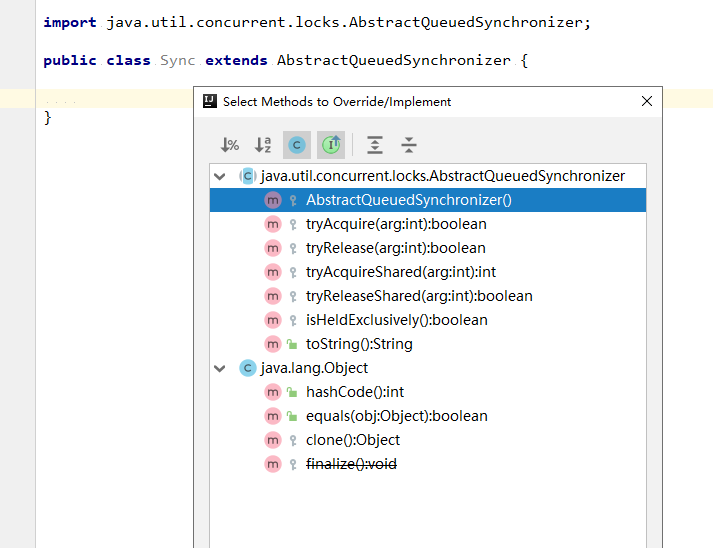 import java.util.concurrent.locks.AbstractQueuedSynchronizer;
public class Sync extends AbstractQueuedSynchronizer {
}
Select Methods to Override/Implement
java.util.concurrent.locks.AbstractQueuedSynchronizer
AbstractQueuedSynchronizer()
tryAcquire(arg:int):boolean
tryRelease(arg:int):boolean
tryAcquireShared(arg:int):int
tryReleaseShared(arg:int):boolean
isHeldExclusively():boolean
toString():String
java.lang.Object
hashCode():int
equals(obj:Object):boolean
clone():Object
finalize():void